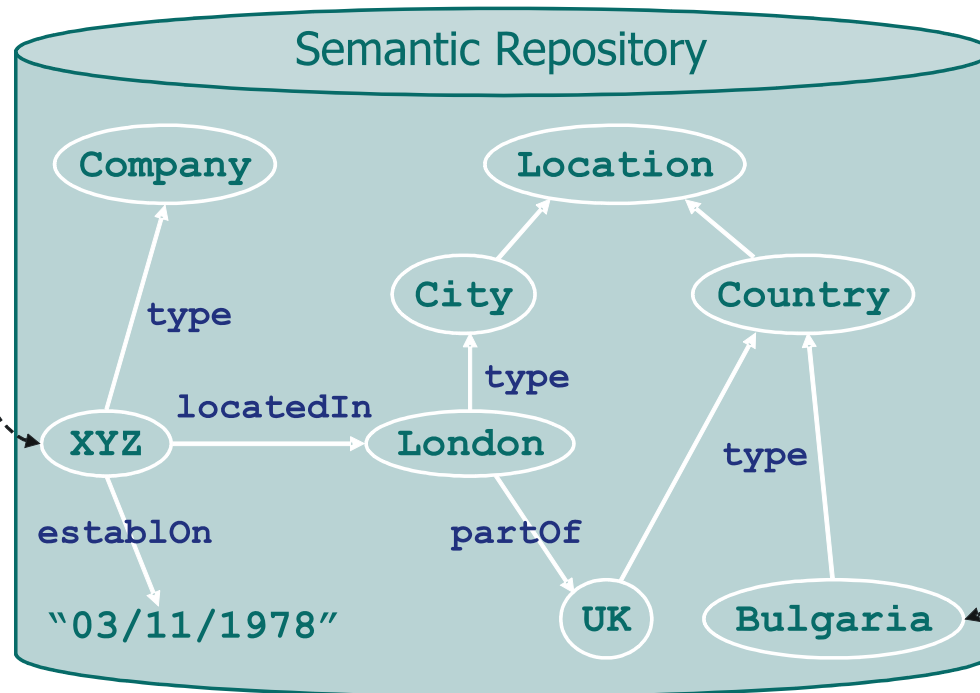 Semantic Repository
Company
Location
City
Country
type
type
locatedIn
XYZ
London
type
establOn
partOf
“03/11/1978”
UK
Bulgaria